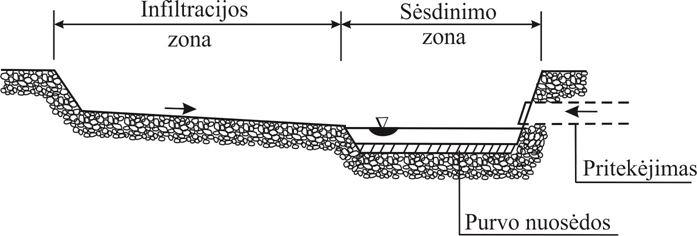 Infiltracijos
zona
Sėsdinimo
zona
Pritekėjimas
Purvo nuosėdos